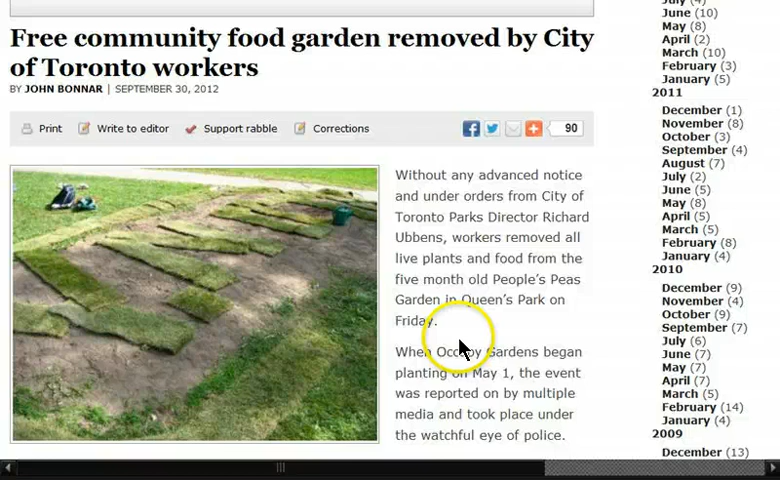 Free community food garden removed by City
of Toronto workers
BY JOHN BONNAR | SEPTEMBER 30, 2012
Print Write to editor Support rabble Corrections 90
Without any advanced notice
and under orders from City of
Toronto Parks Director Richard
Ubbens, workers removed all
live plants and food from the
five month old People's Peas
Garden in Queen's Park on
Friday.
When Occupy Gardens began
planting on May 1, the event
was reported on by multiple
media and took place under
the watchful eye of police.
July (4)
June (10)
May (8)
April (2)
March (10)
February (3)
January (5)
2011
December (1)
November (8)
October (3)
September (4)
August (7)
July (2)
June (5)
May (8)
April (5)
March (5)
February (8)
January (4)
2010
December (9)
November (4)
October (9)
September (7)
July (6)
June (7)
May (7)
April (7)
March (5)
February (14)
January (4)
2009
December (13)